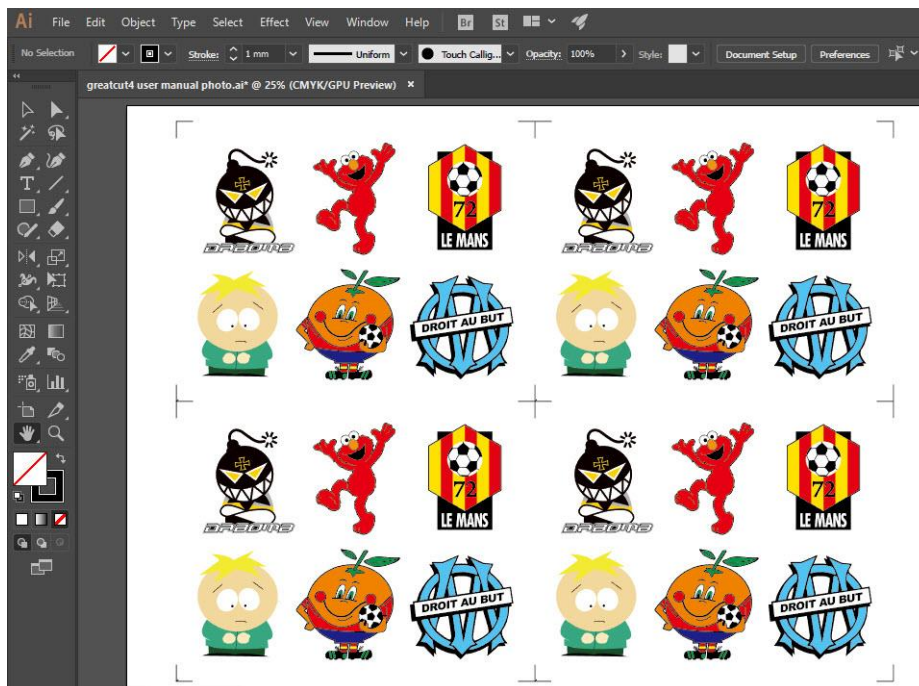 Ai File Edit Object Type Select Effect View Window Help Br St
No Selection Stroke: 1 mm Uniform Touch Callig... Opacity: 100% Style: Document Setup Preferences
greatcut4 user manual photo.ai* @ 25% (CMYK/GPU Preview) ×
72 72
LE MANS LE MANS
DROIT AU BUT DROIT AU BUT
72 72
LE MANS LE MANS
DROIT AU BUT DROIT AU BUT